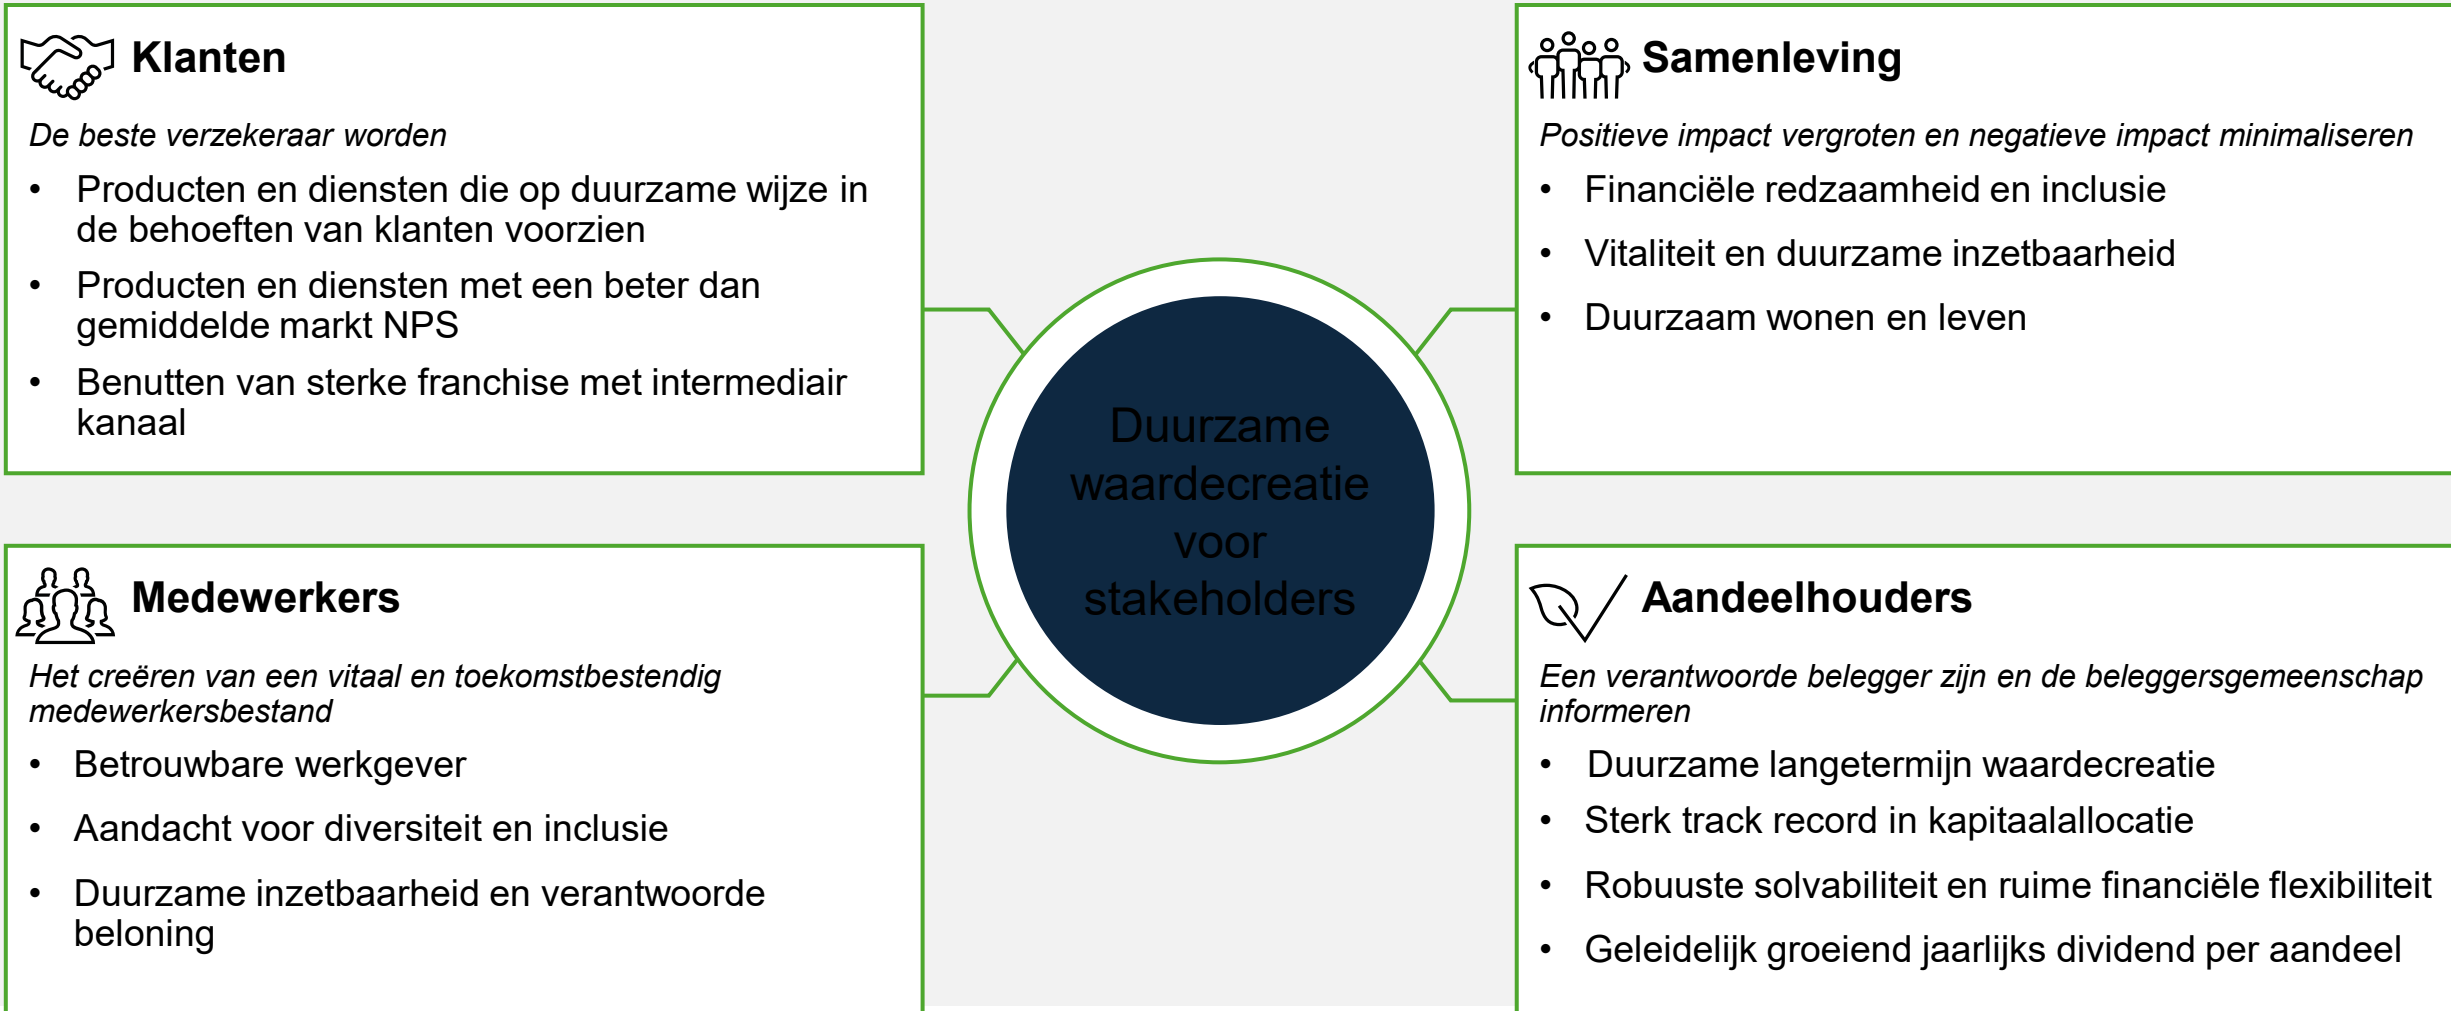 Klanten
De beste verzekeraar worden
• Producten en diensten die op duurzame wijze in
de behoeften van klanten voorzien
• Producten en diensten met een beter dan
gemiddelde markt NPS
• Benutten van sterke franchise met intermediair
kanaal
Samenleving
Positieve impact vergroten en negatieve impact minimaliseren
• Financiële redzaamheid en inclusie
• Vitaliteit en duurzame inzetbaarheid
• Duurzaam wonen en leven
Duurzame
waardecreatie
voor
stakeholders
Medewerkers
Het creëren van een vitaal en toekomstbestendig
medewerkersbestand
• Betrouwbare werkgever
• Aandacht voor diversiteit en inclusie
• Duurzame inzetbaarheid en verantwoorde
beloning
Aandeelhouders
Een verantwoorde belegger zijn en de beleggersgemeenschap
informeren
• Duurzame langetermijn waardecreatie
• Sterk track record in kapitaalallocatie
• Robuuste solvabiliteit en ruime financiële flexibiliteit
• Geleidelijk groeiend jaarlijks dividend per aandeel